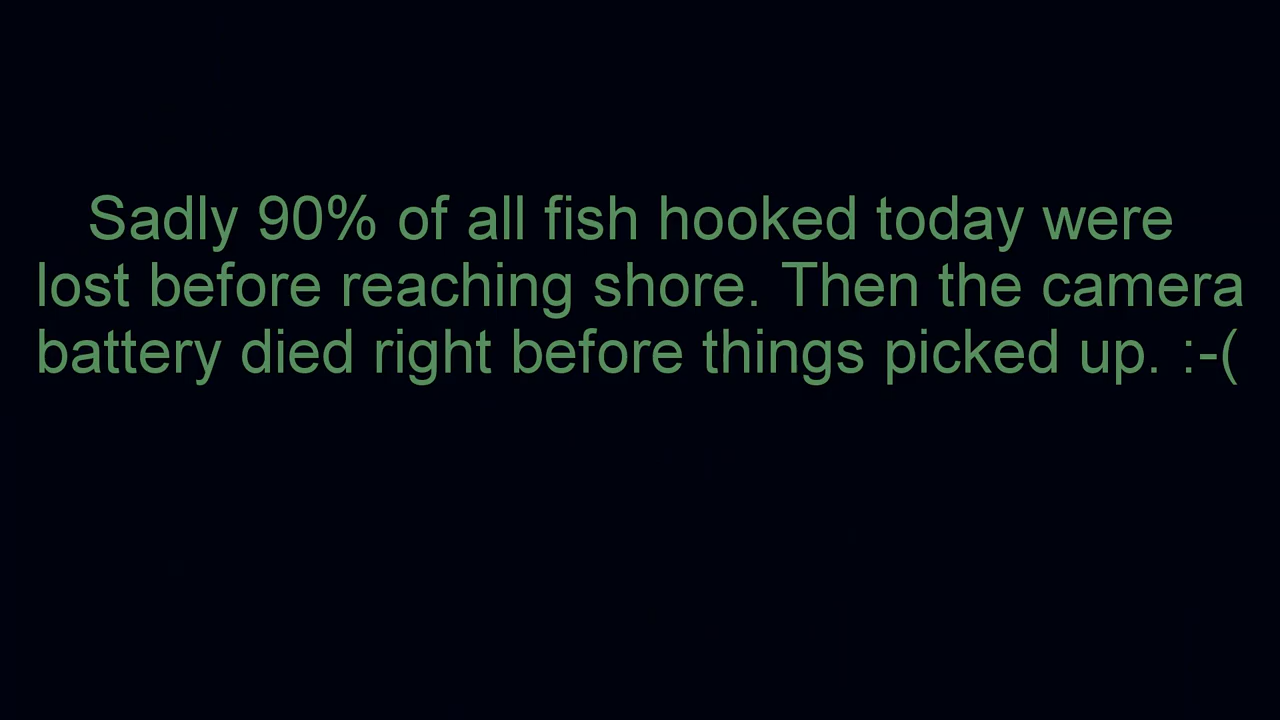 Sadly 90% of all fish hooked today were
lost before reaching shore. Then the camera
battery died right before things picked up. :-(